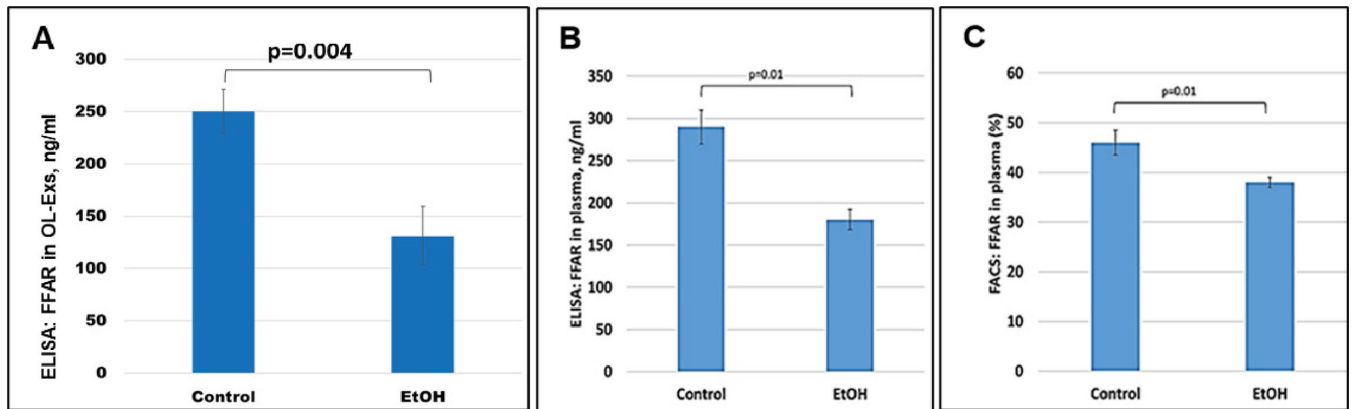 A
p=0.004
ELISA: FFAR in OL-Exs, ng/ml
300
250
200
150
100
50
0
Control EtOH
B
p=0.01
ELISA: FFAR in plasma, ng/ml
350
300
250
200
150
100
50
0
Control EtOH
C
p=0.01
FACS: FFAR in plasma (%)
60
50
40
30
20
10
0
Control EtOH